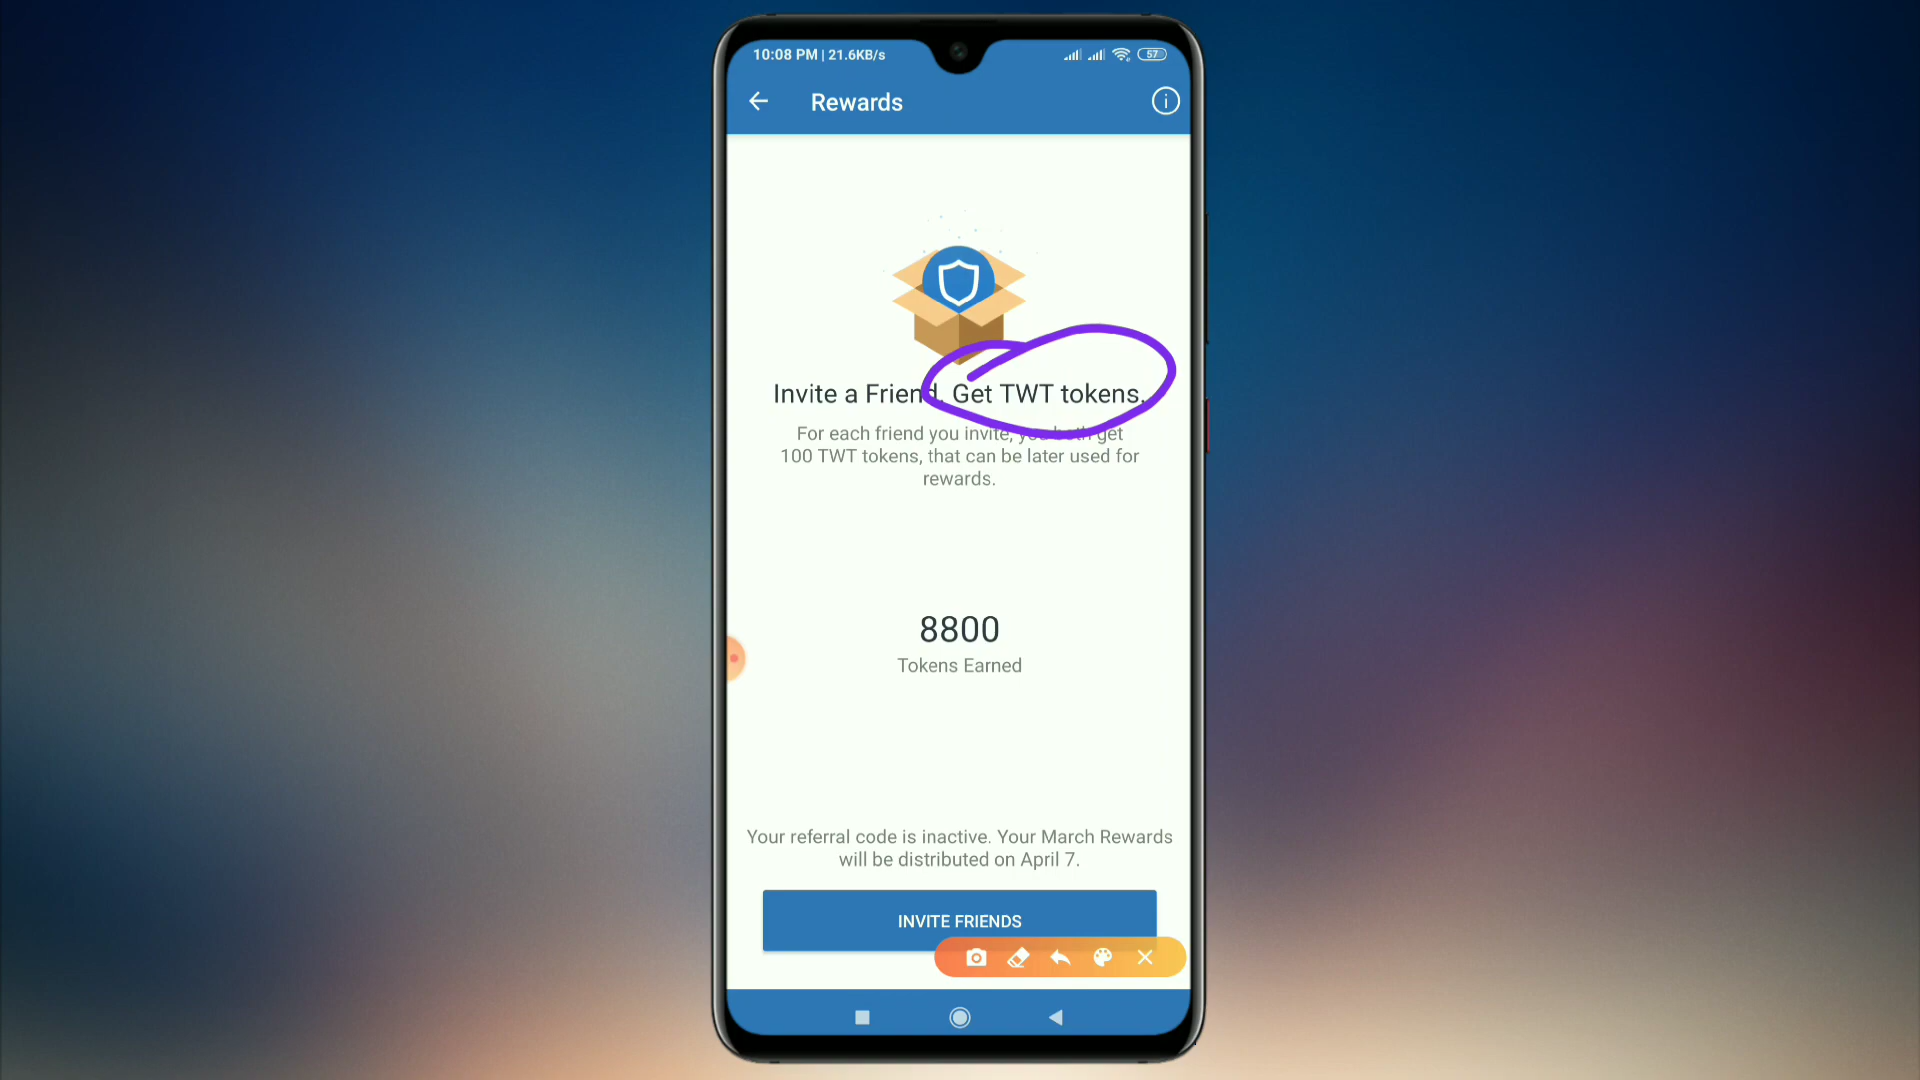 10:08 PM | 21.6KB/s
57
Rewards
Invite a Friend. Get TWT tokens.
For each friend you invite, you both get
100 TWT tokens, that can be later used for
rewards.
8800
Tokens Earned
Your referral code is inactive. Your March Rewards
will be distributed on April 7.
INVITE FRIENDS